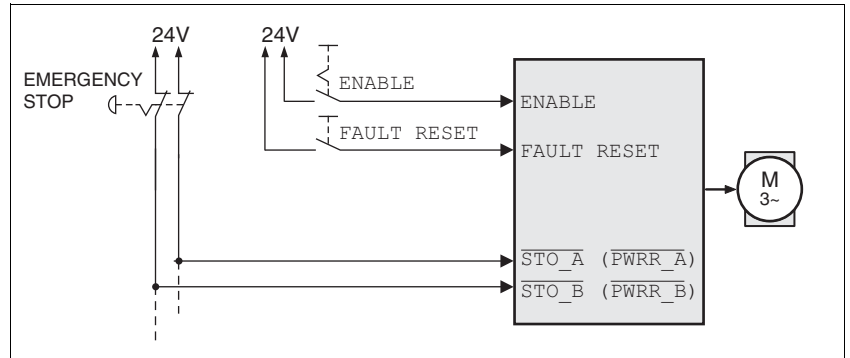 24V 24V
EMERGENCY
STOP
ENABLE
ENABLE
FAULT RESET
FAULT RESET
M
3~
STO_A (PWRR_A)
STO_B (PWRR_B)